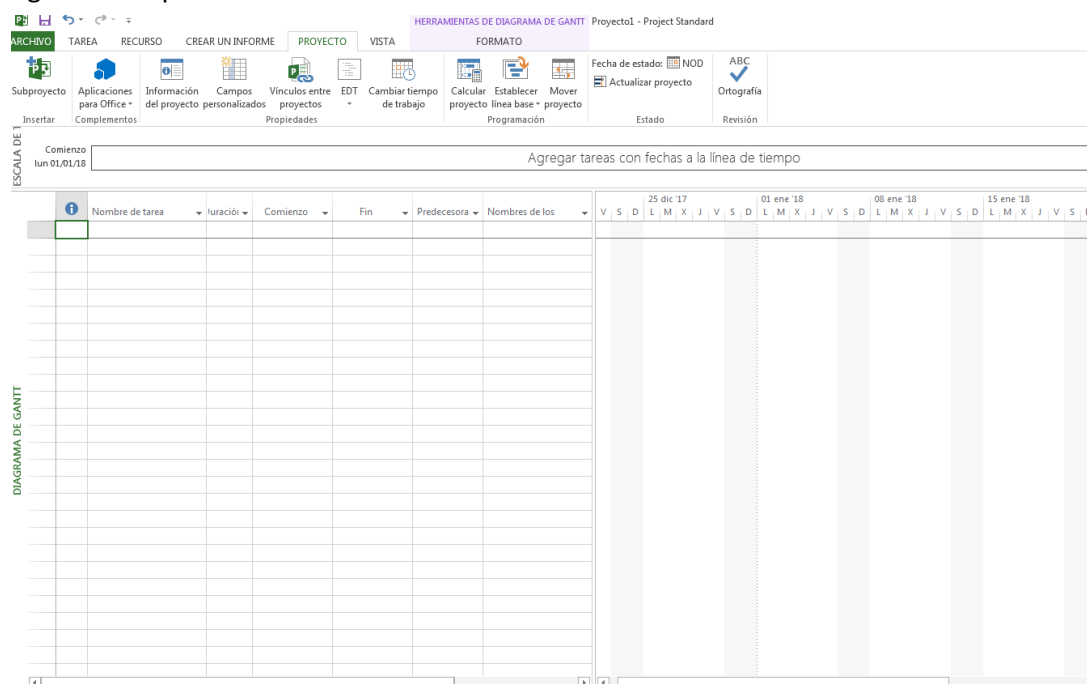 HERRAMIENTAS DE DIAGRAMA DE GANTT Proyecto1 - Project Standard
ARCHIVO TAREA RECURSO CREAR UN INFORME PROYECTO VISTA FORMATO
Subproyecto
Aplicaciones
para Office
Información
del proyecto
Campos
personalizados
Vínculos entre
proyectos
EDT
Cambiar tiempo
de trabajo
Calcular
proyecto
Establecer
línea base
Mover
proyecto
Fecha de estado: NOD
Actualizar proyecto
ABC
Ortografía
Insertar Complementos Propiedades Programación Estado Revisión
ESCALA DE T
Comienzo
lun 01/01/18
Agregar tareas con fechas a la línea de tiempo
Nombre de tarea Duración Comienzo Fin Predecesora Nombres de los
25 dic '17 01 ene '18 08 ene '18 15 ene '18
V S D L M X J V S D L M X J V S D L M X J V S D L M X J V S D
DIAGRAMA DE GANTT